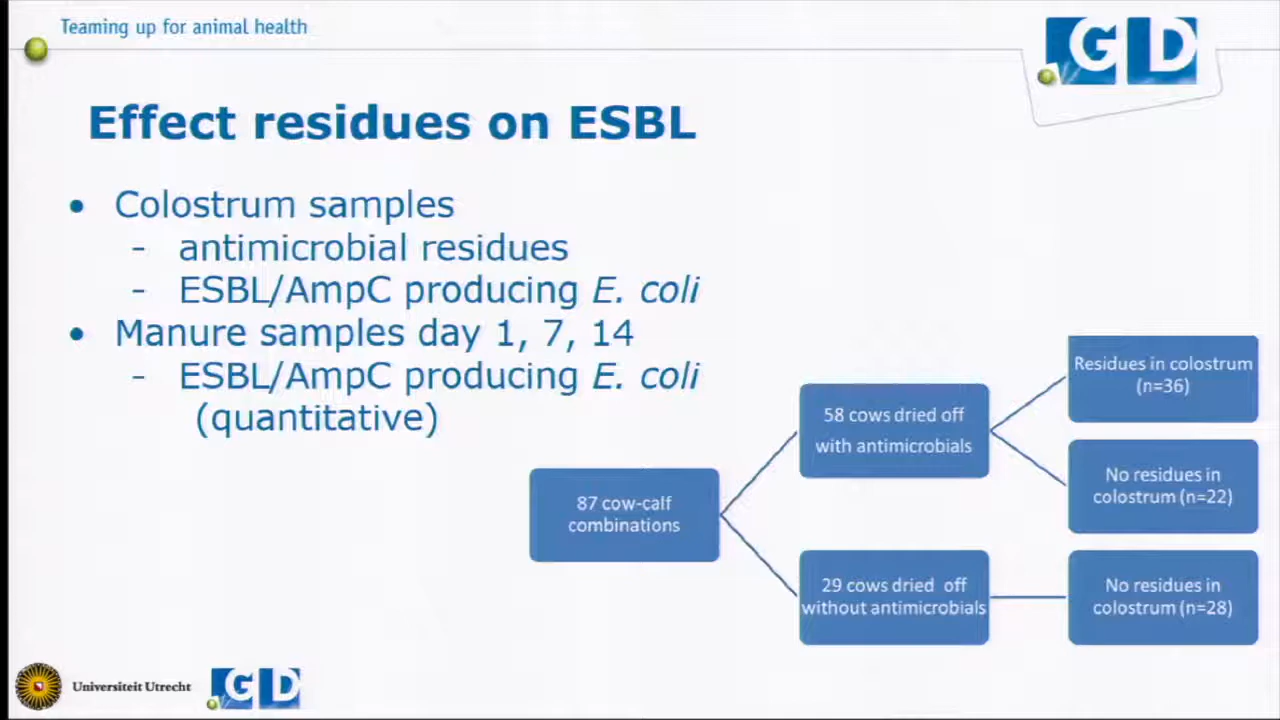 Teaming up for animal health
GD
Effect residues on ESBL
• Colostrum samples
- antimicrobial residues
- ESBL/AmpC producing E. coli
• Manure samples day 1, 7, 14
- ESBL/AmpC producing E. coli
(quantitative)
87 cow-calf
combinations
58 cows dried off
with antimicrobials
29 cows dried off
without antimicrobials
Residues in colostrum
(n=36)
No residues in
colostrum (n=22)
No residues in
colostrum (n=28)
Universiteit Utrecht
GD